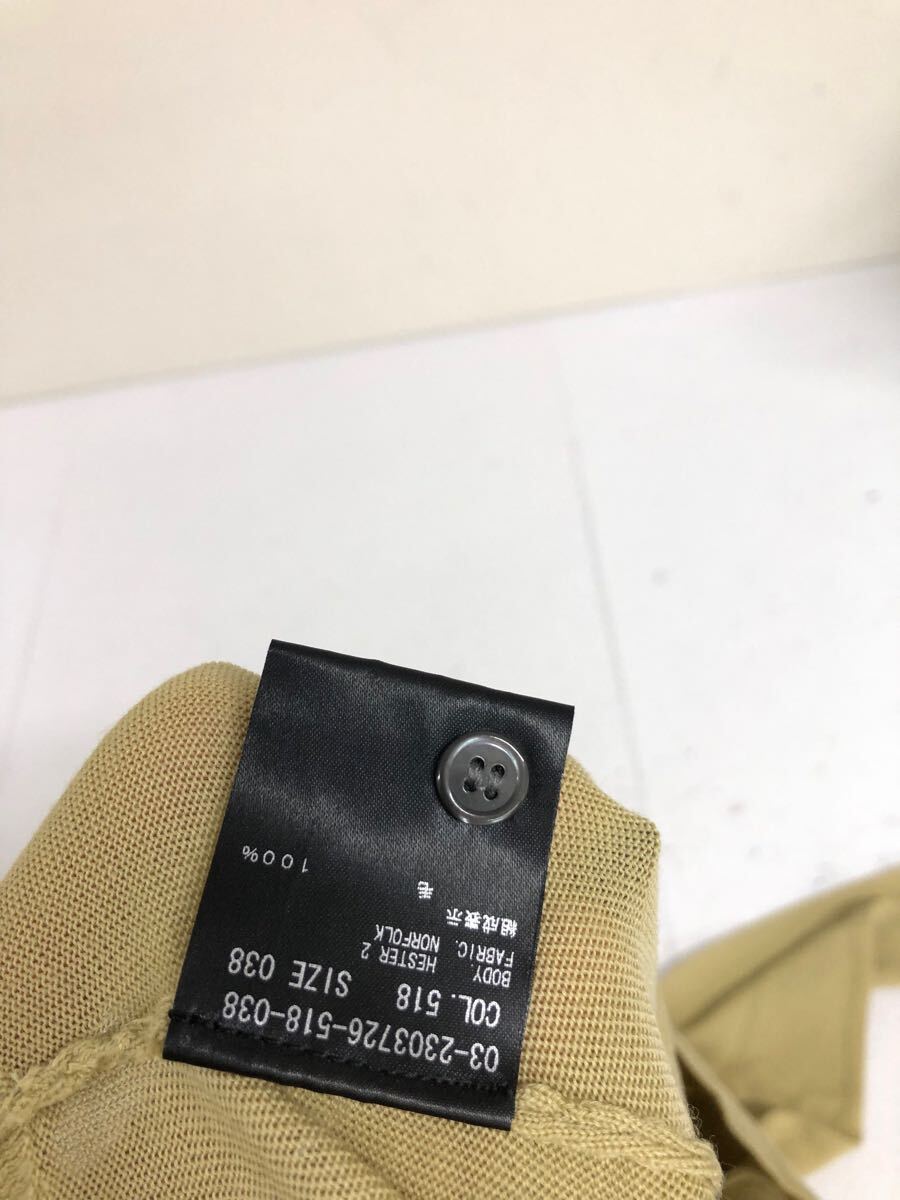 03-2303726-518-038
COL. 518 SIZE 038
BODY. HESTER 2
FABRIC. NORFOLK
組成表示
毛
100%